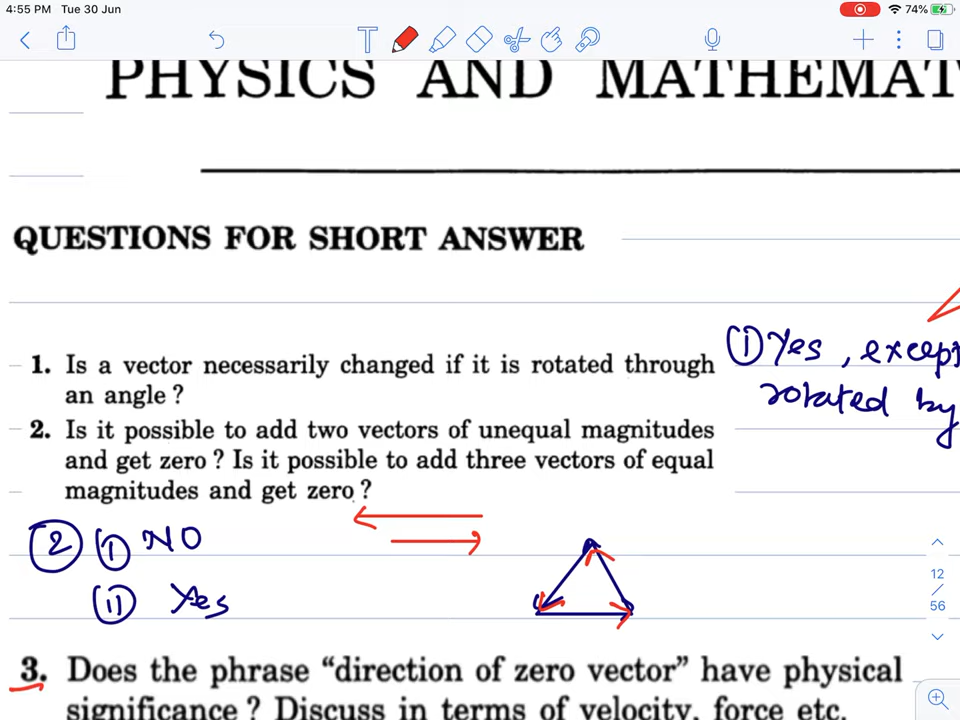 4:55 PM Tue 30 Jun
74%
T
PHYSICS AND MATHEMAT
QUESTIONS FOR SHORT ANSWER
1. Is a vector necessarily changed if it is rotated through
an angle ?
① Yes, except
rotated by
2. Is it possible to add two vectors of unequal magnitudes
and get zero ? Is it possible to add three vectors of equal
magnitudes and get zero ?
② (i) NO
(ii) Yes
12
/
56
3. Does the phrase “direction of zero vector” have physical
significance ? Discuss in terms of velocity, force etc.